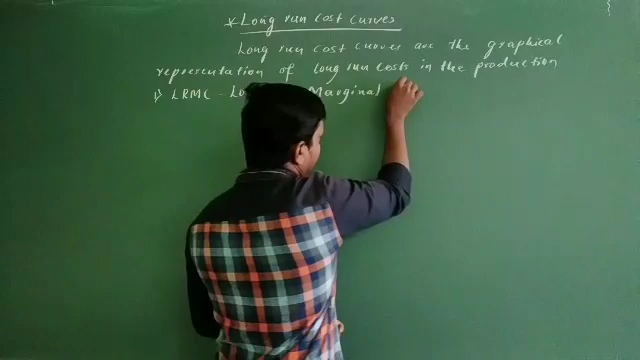 * Long run cost curves
Long run cost curves are the graphical
representation of long run costs in the production
1) LRMC - Lo Marginal